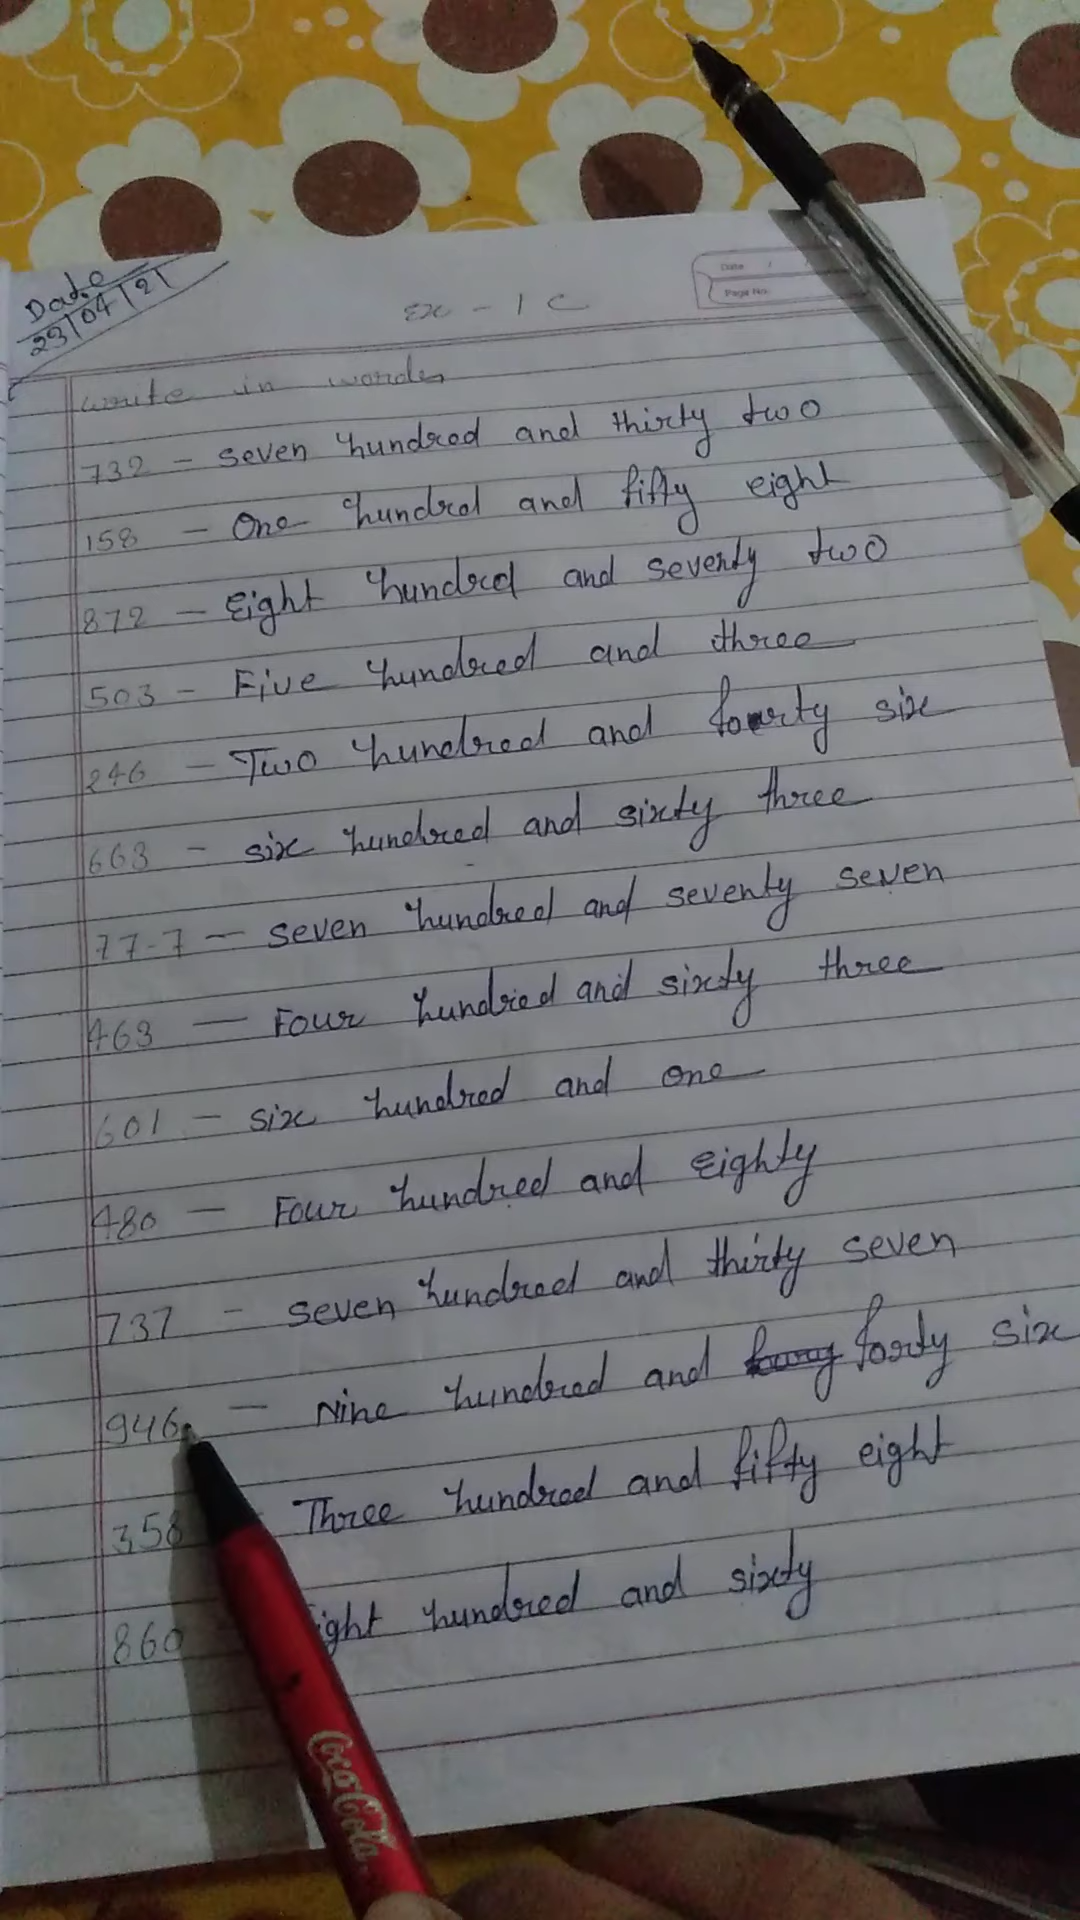 Date
23/04/21
Date /
Page No.
Ex - 1 C
write in words
732 - seven hundred and thirty two
158 - One hundred and fifty eight
872 - Eight hundred and seventy two
503 - Five hundred and three
246 - Two hundred and fourty six
663 - six hundred and sixty three
777 - seven hundred and seventy seven
463 - Four hundred and sixty three
601 - six hundred and one
480 - Four hundred and eighty
737 - seven hundred and thirty seven
946 - Nine hundred and forty six
358 Three hundred and fifty eight
860 ight hundred and sixty
Coca-Cola